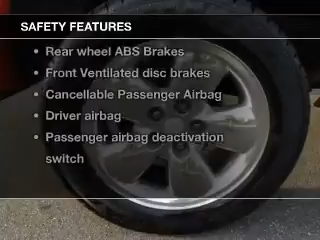 SAFETY FEATURES
• Rear wheel ABS Brakes
• Front Ventilated disc brakes
• Cancellable Passenger Airbag
• Driver airbag
• Passenger airbag deactivation
switch